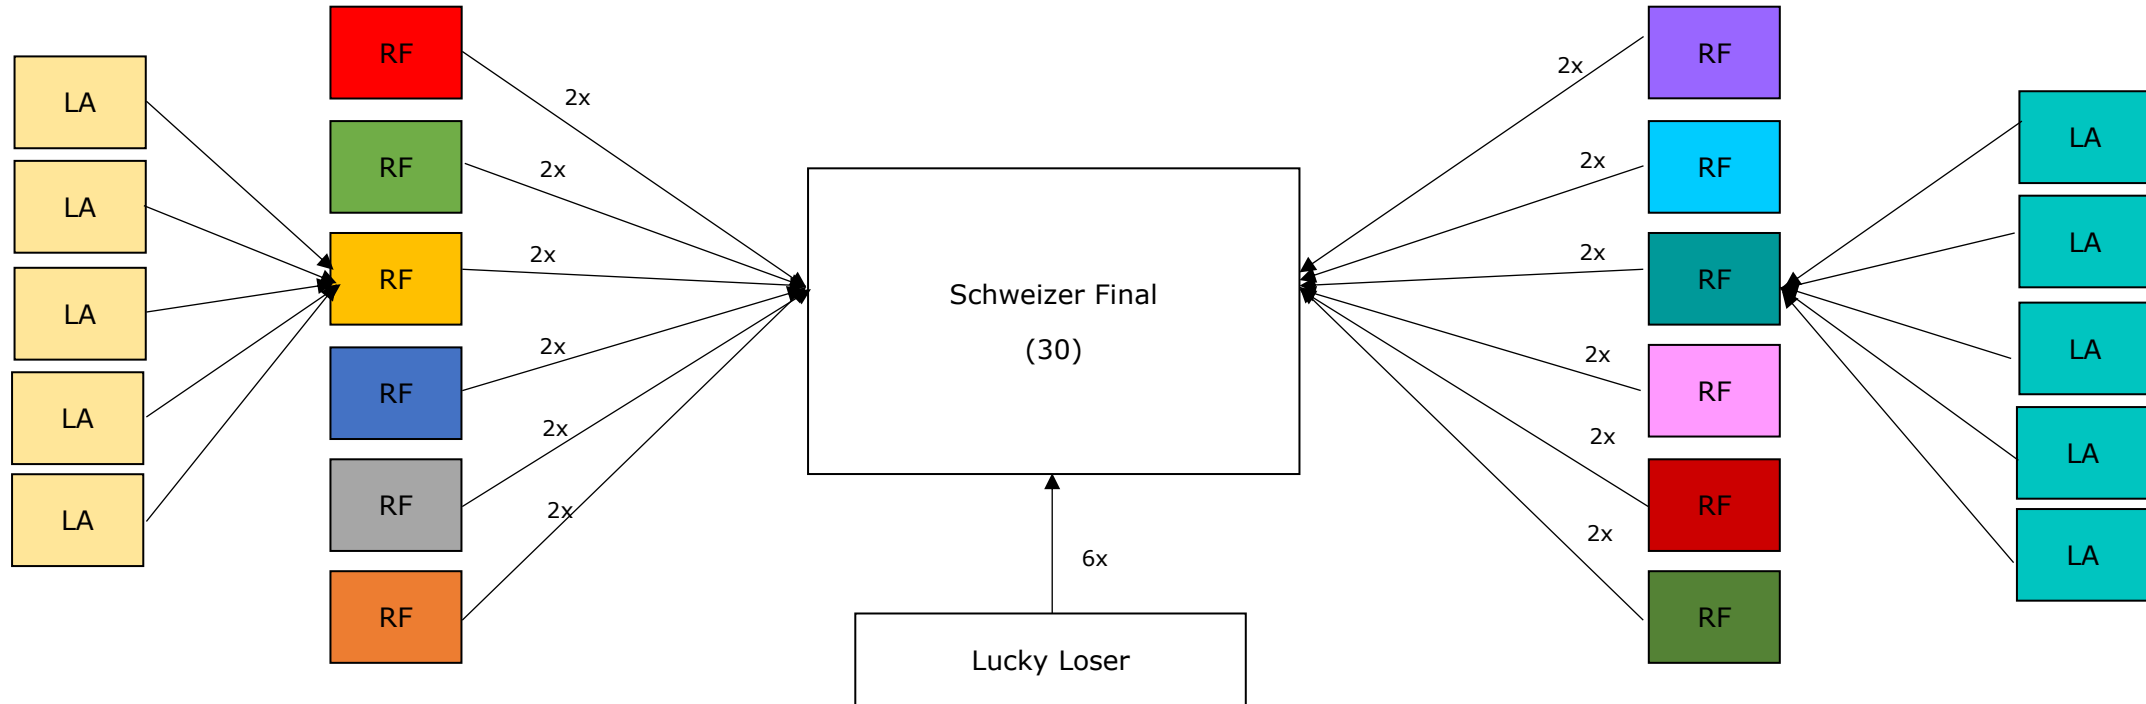 LA
LA
LA
LA
LA
RF
RF
RF
RF
RF
RF
2x
2x
2x
2x
2x
2x
Schweizer Final
(30)
6x
Lucky Loser
2x
2x
2x
2x
2x
2x
RF
RF
RF
RF
RF
RF
LA
LA
LA
LA
LA